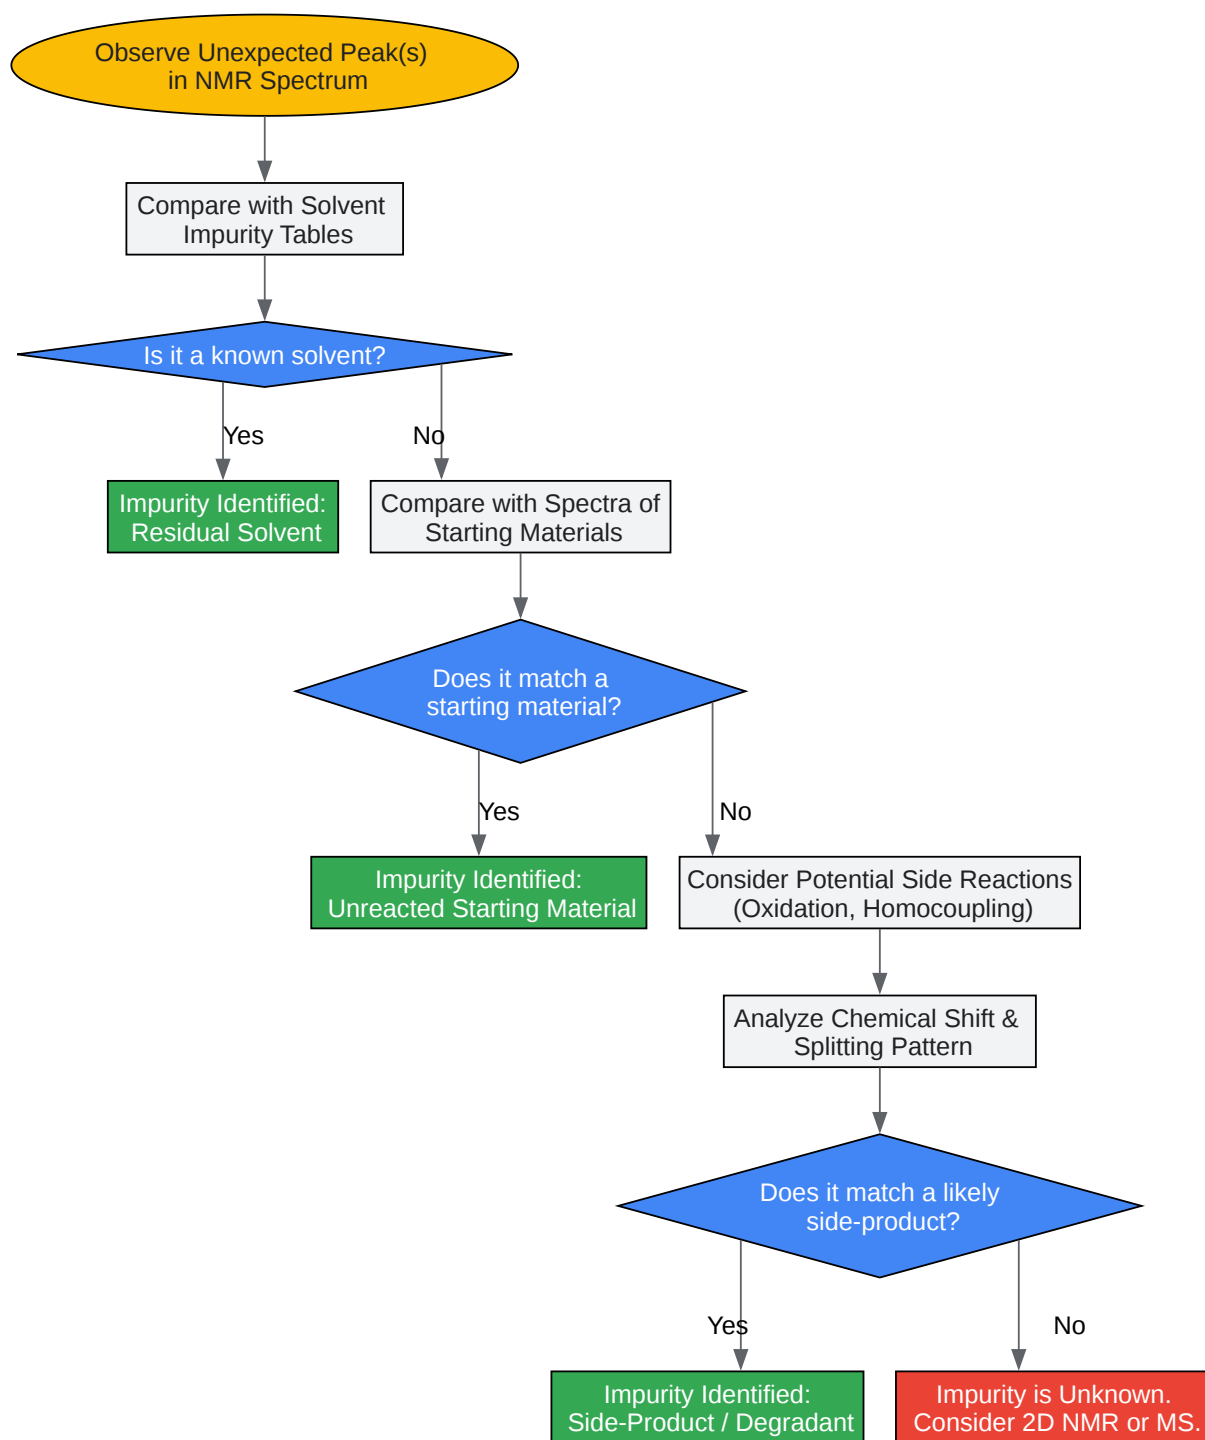 Observe Unexpected Peak(s)
in NMR Spectrum
Compare with Solvent
Impurity Tables
Is it a known solvent?
Yes
No
Impurity Identified:
Residual Solvent
Compare with Spectra of
Starting Materials
Does it match a
starting material?
Yes
No
Impurity Identified:
Unreacted Starting Material
Consider Potential Side Reactions
(Oxidation, Homocoupling)
Analyze Chemical Shift &
Splitting Pattern
Does it match a likely
side-product?
Yes
No
Impurity Identified:
Side-Product / Degradant
Impurity is Unknown.
Consider 2D NMR or MS.